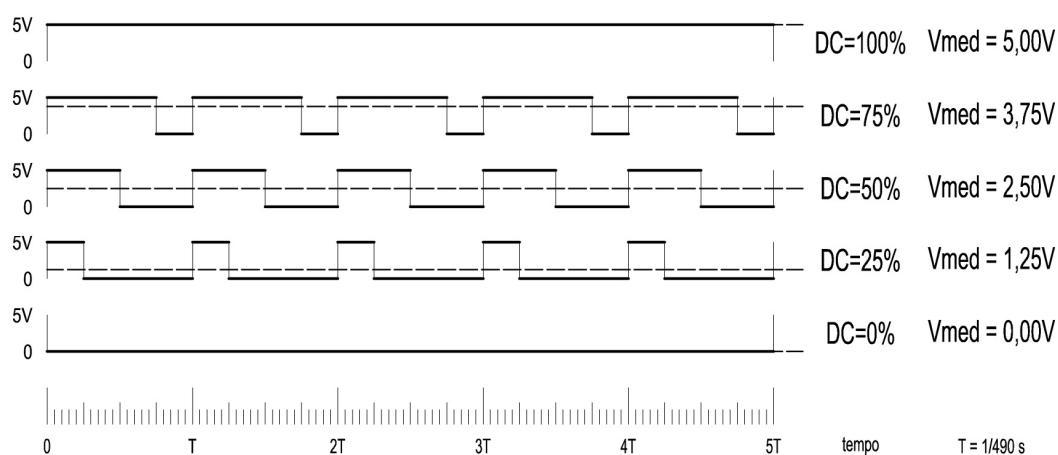 5V
0
DC=100% Vmed = 5,00V
5V
0
DC=75% Vmed = 3,75V
5V
0
DC=50% Vmed = 2,50V
5V
0
DC=25% Vmed = 1,25V
5V
0
DC=0% Vmed = 0,00V
0 T 2T 3T 4T 5T tempo T = 1/490 s